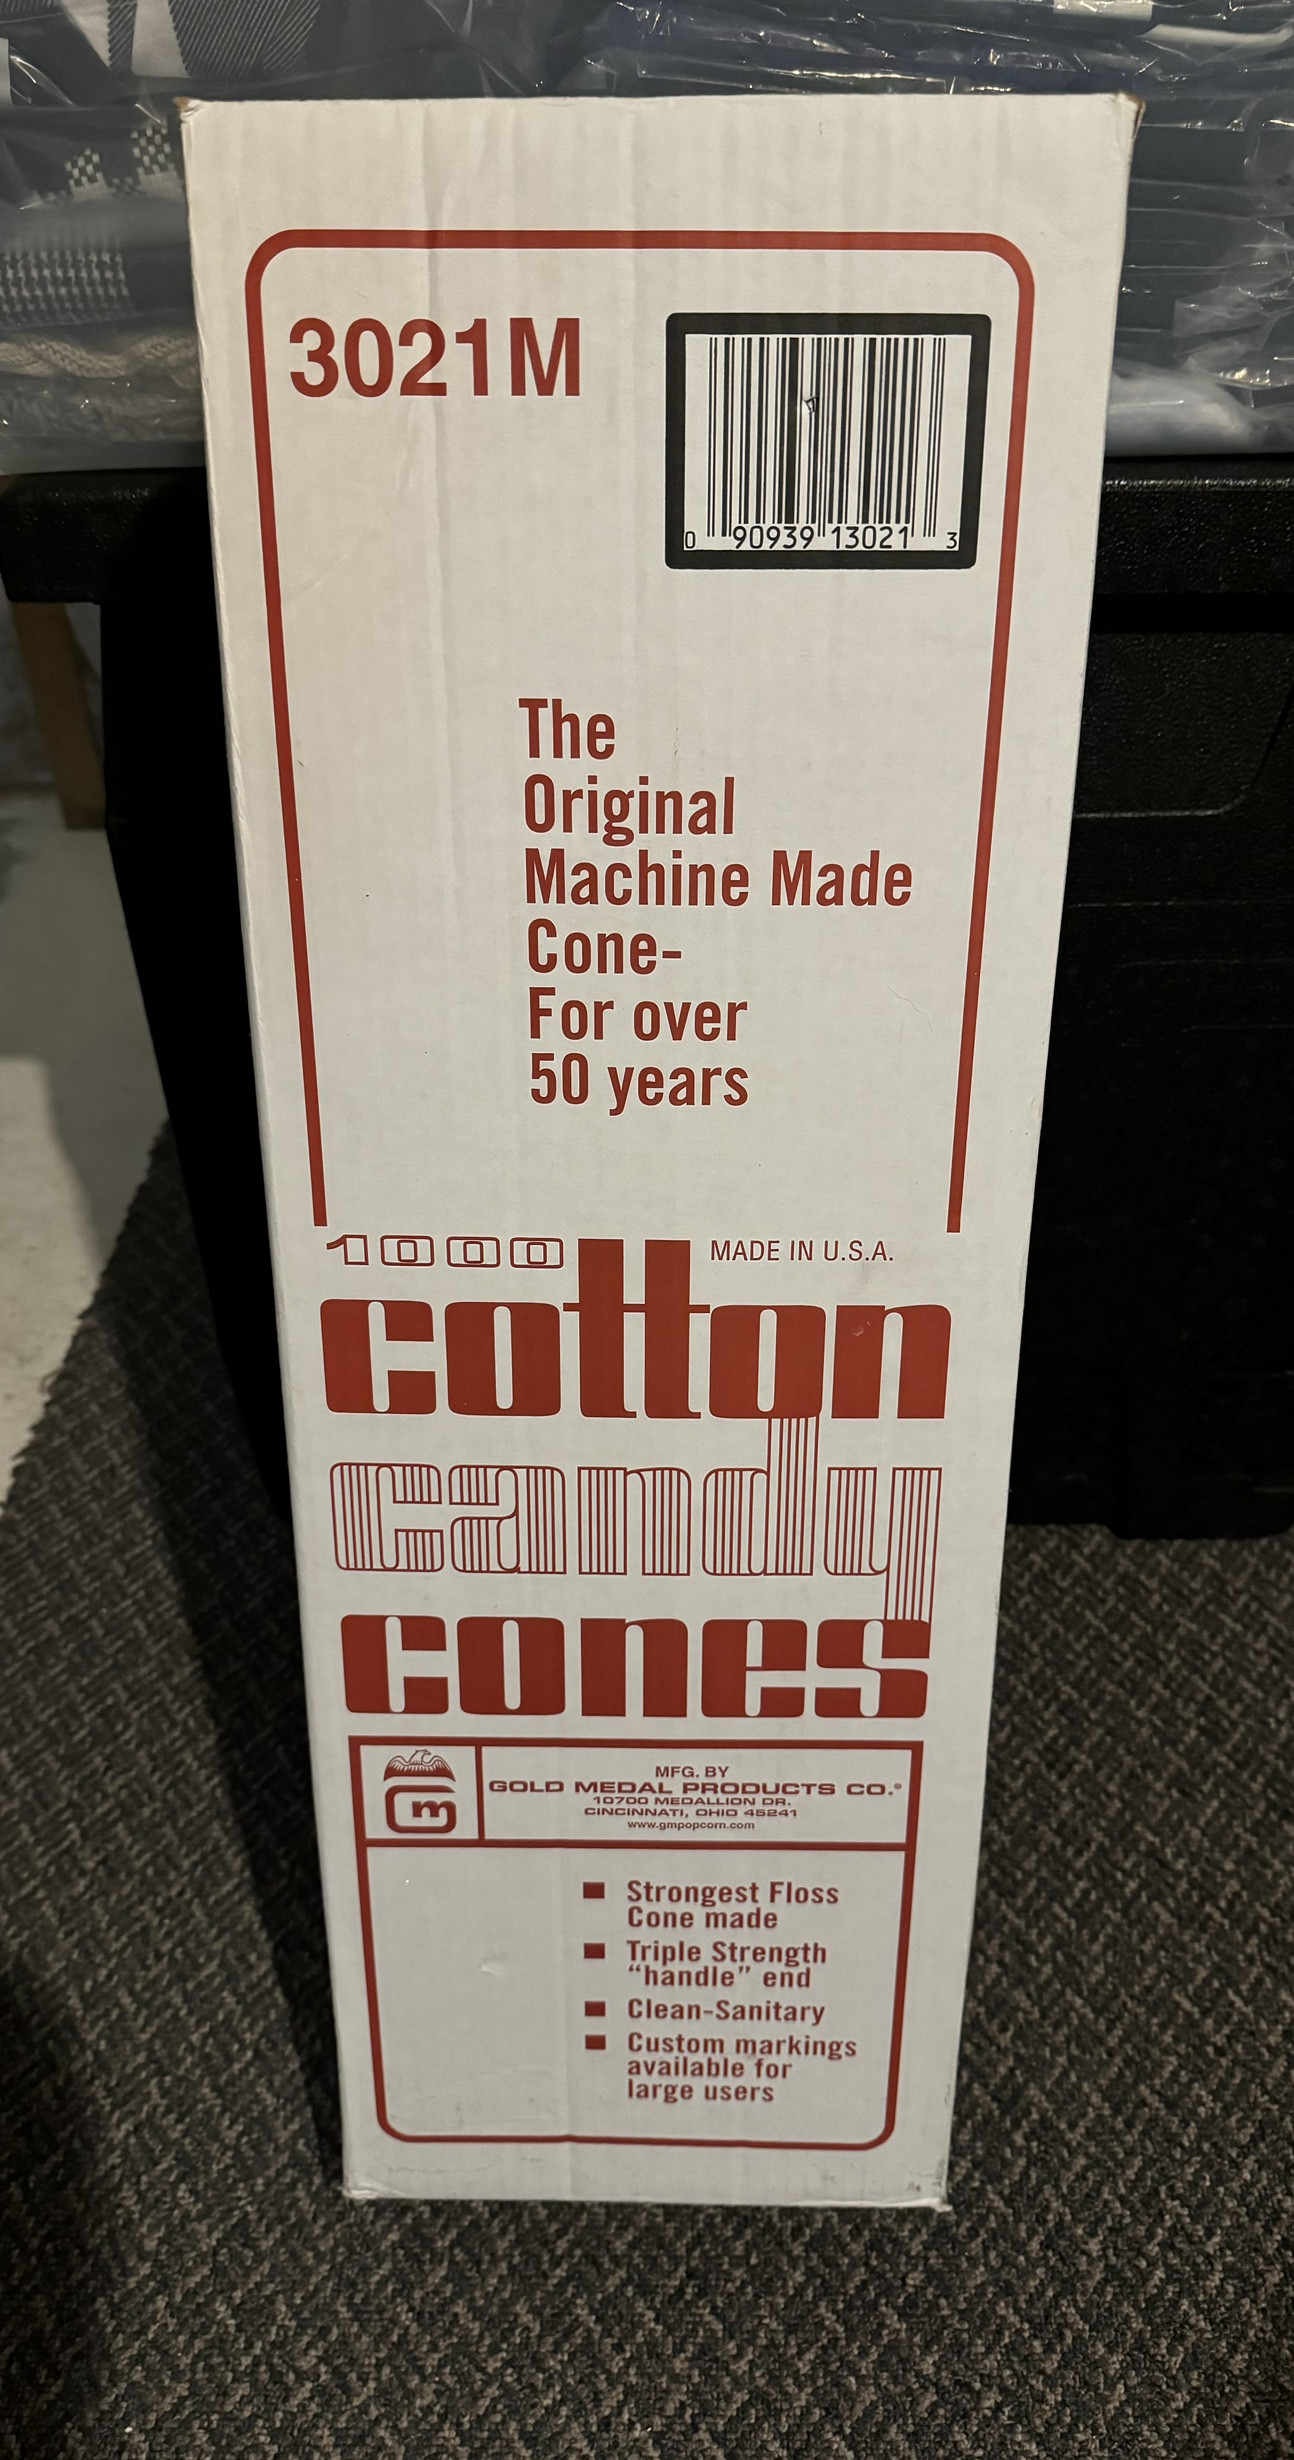 3021M
0 90939 13021 3
The
Original
Machine Made
Cone-
For over
50 years
1000
MADE IN U.S.A.
cotton
candy
cones
m
MFG. BY
GOLD MEDAL PRODUCTS CO.®
10700 MEDALLION DR.
CINCINNATI, OHIO 45241
www.gmpopcorn.com
■ Strongest Floss
Cone made
■ Triple Strength
“handle” end
■ Clean-Sanitary
■ Custom markings
available for
large users